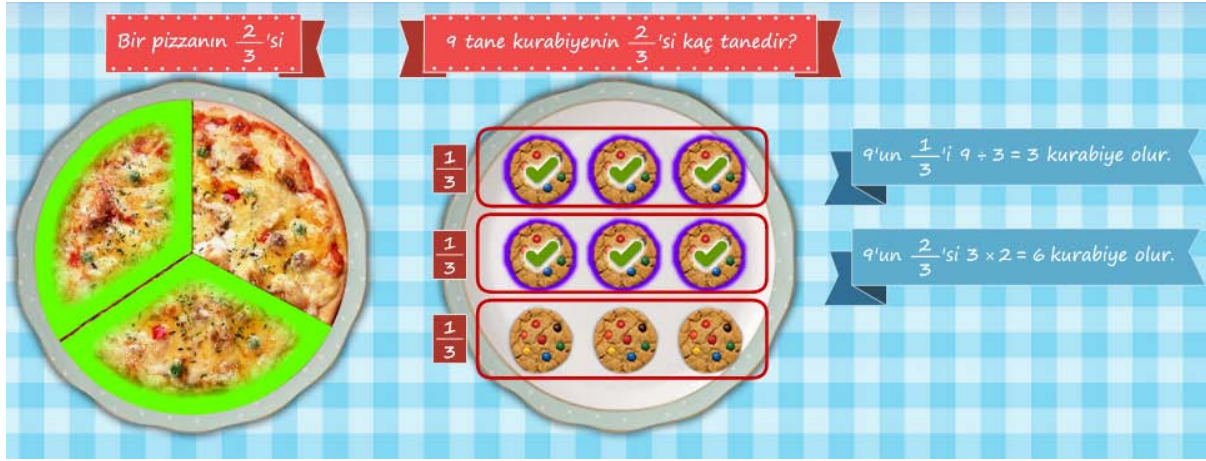 Bir pizzanın 2/3'si
9 tane kurabiyenin 2/3'si kaç tanedir?
1/3
1/3
1/3
9'un 1/3'i 9 ÷ 3 = 3 kurabiye olur.
9'un 2/3'si 3 × 2 = 6 kurabiye olur.